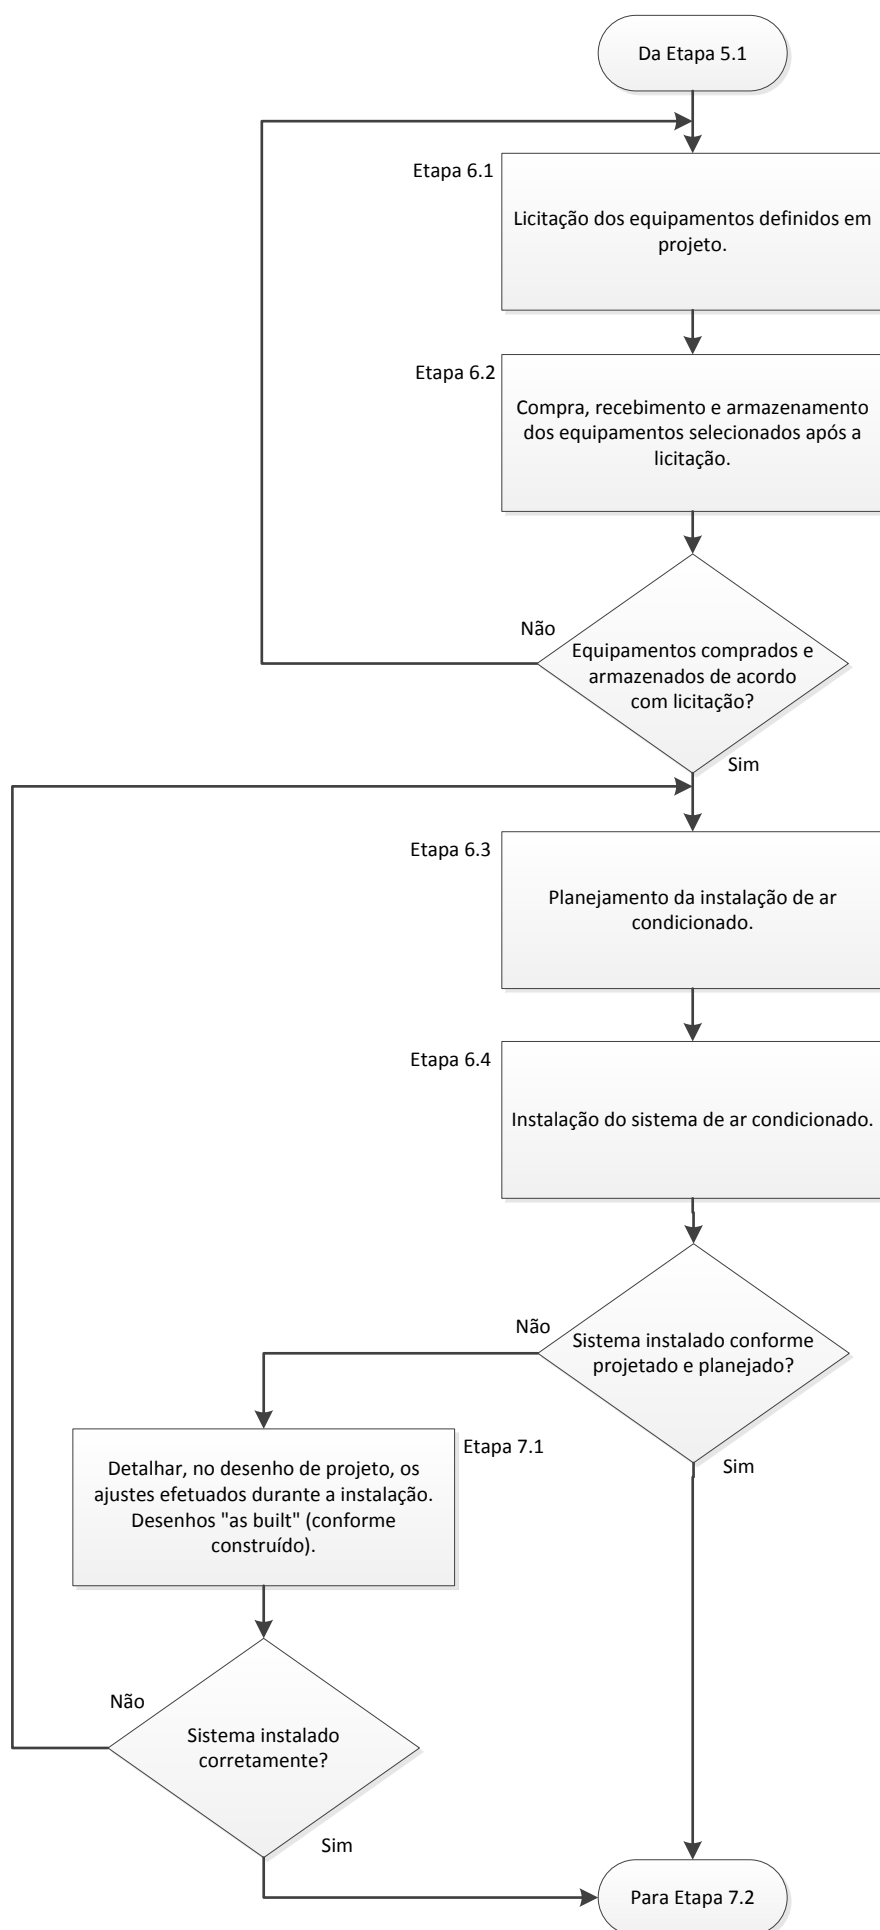 Da Etapa 5.1
Etapa 6.1
Licitação dos equipamentos definidos em
projeto.
Etapa 6.2
Compra, recebimento e armazenamento
dos equipamentos selecionados após a
licitação.
Não
Equipamentos comprados e
armazenados de acordo
com licitação?
Sim
Etapa 6.3
Planejamento da instalação de ar
condicionado.
Etapa 6.4
Instalação do sistema de ar condicionado.
Não
Sistema instalado conforme
projetado e planejado?
Sim
Etapa 7.1
Detalhar, no desenho de projeto, os
ajustes efetuados durante a instalação.
Desenhos "as built" (conforme
construído).
Não
Sistema instalado
corretamente?
Sim
Para Etapa 7.2